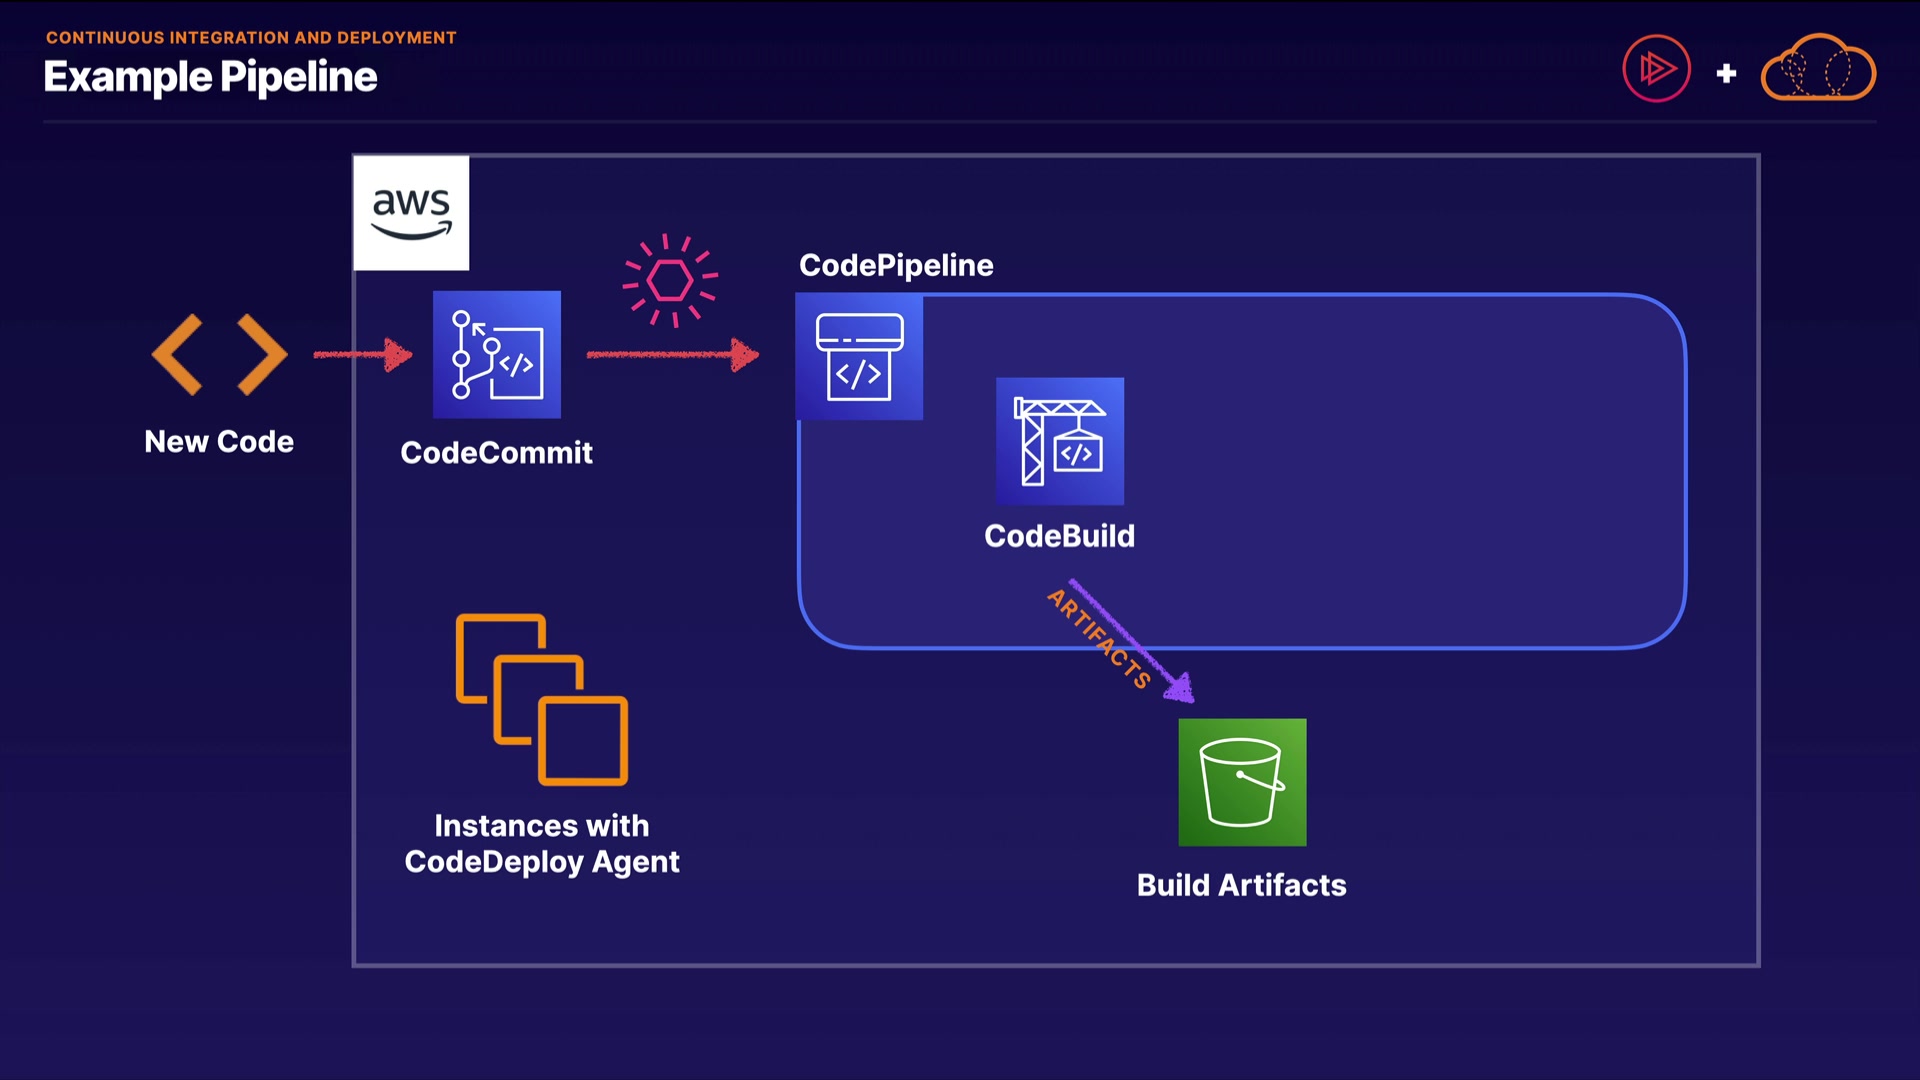 CONTINUOUS INTEGRATION AND DEPLOYMENT
Example Pipeline
aws
CodePipeline
</>
</>
</>
New Code
CodeCommit
CodeBuild
ARTIFACTS
Instances with
CodeDeploy Agent
Build Artifacts